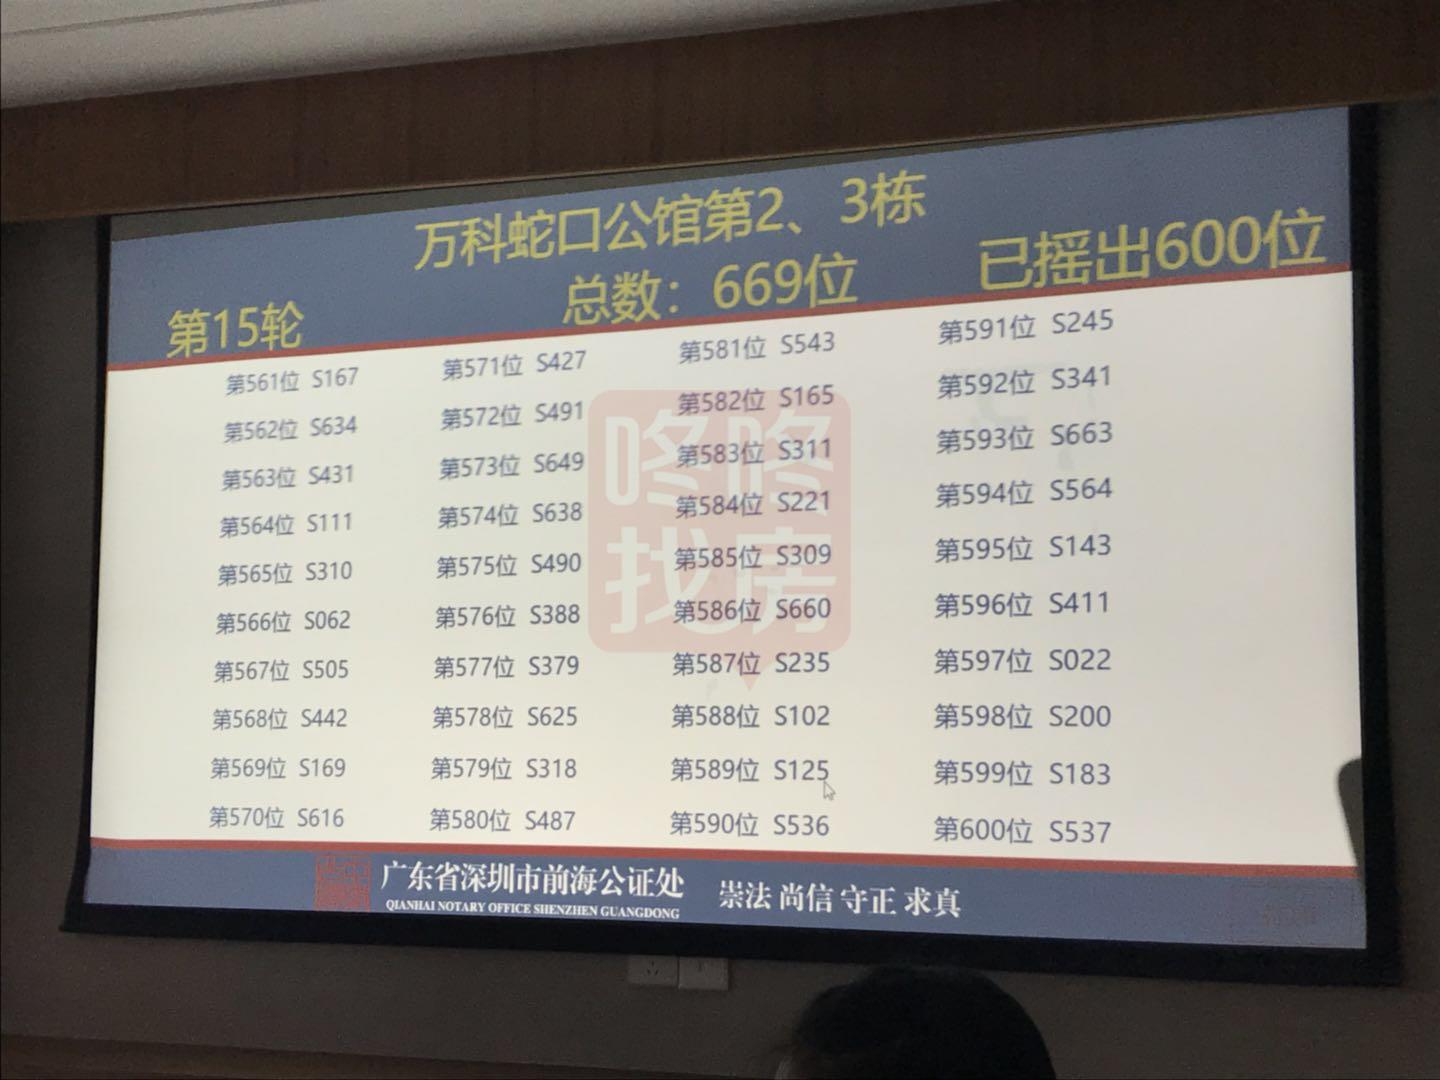 万科蛇口公馆第2、3栋
第15轮
总数：669位
已摇出600位
第561位 S167
第562位 S634
第563位 S431
第564位 S111
第565位 S310
第566位 S062
第567位 S505
第568位 S442
第569位 S169
第570位 S616
第571位 S427
第572位 S491
第573位 S649
第574位 S638
第575位 S490
第576位 S388
第577位 S379
第578位 S625
第579位 S318
第580位 S487
第581位 S543
第582位 S165
第583位 S311
第584位 S221
第585位 S309
第586位 S660
第587位 S235
第588位 S102
第589位 S125
第590位 S536
第591位 S245
第592位 S341
第593位 S663
第594位 S564
第595位 S143
第596位 S411
第597位 S022
第598位 S200
第599位 S183
第600位 S537
咚咚
找房
广东省深圳市前海公证处
QIANHAI NOTARY OFFICE SHENZHEN GUANGDONG
崇法 尚信 守正 求真